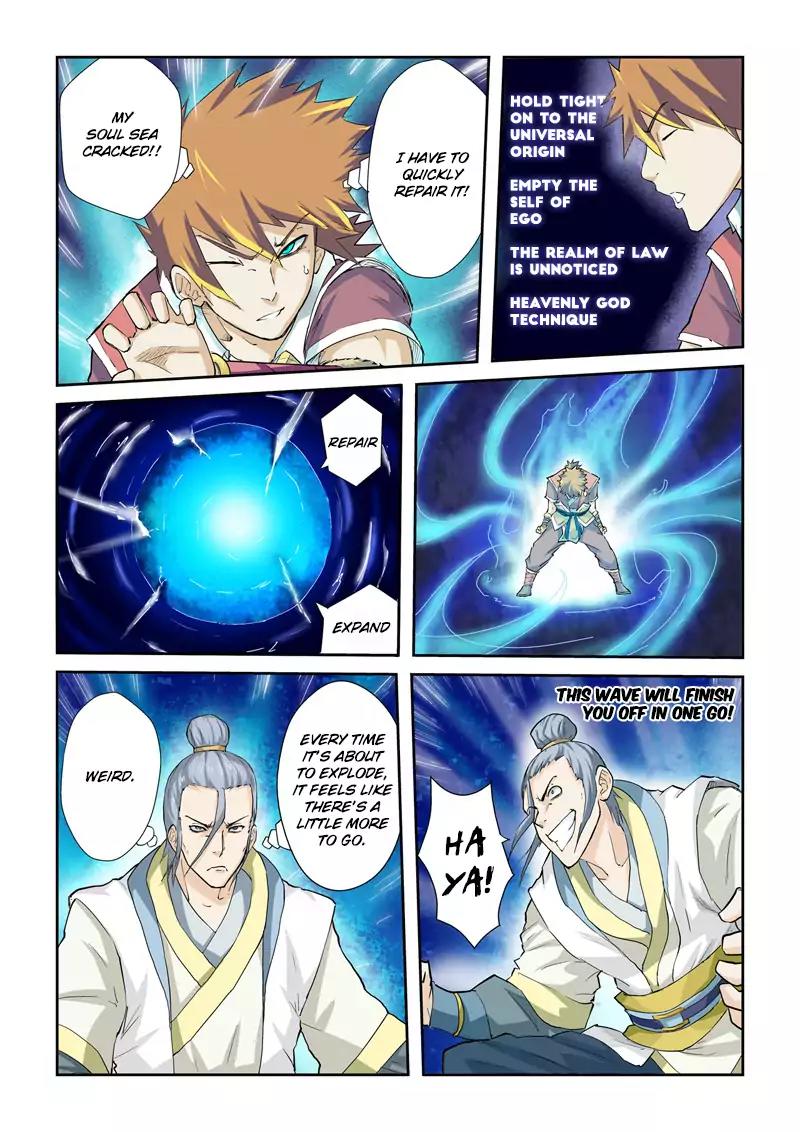 MY
SOUL SEA
CRACKED!!
I HAVE TO
QUICKLY
REPAIR IT!
HOLD TIGHT
ON TO THE
UNIVERSAL
ORIGIN
EMPTY THE
SELF OF
EGO
THE REALM OF LAW
IS UNNOTICED
HEAVENLY GOD
TECHNIQUE
REPAIR
EXPAND
WEIRD.
EVERY TIME
IT'S ABOUT
TO EXPLODE,
IT FEELS LIKE
THERE'S A
LITTLE MORE
TO GO.
THIS WAVE WILL FINISH
YOU OFF IN ONE GO!
HA
YA!